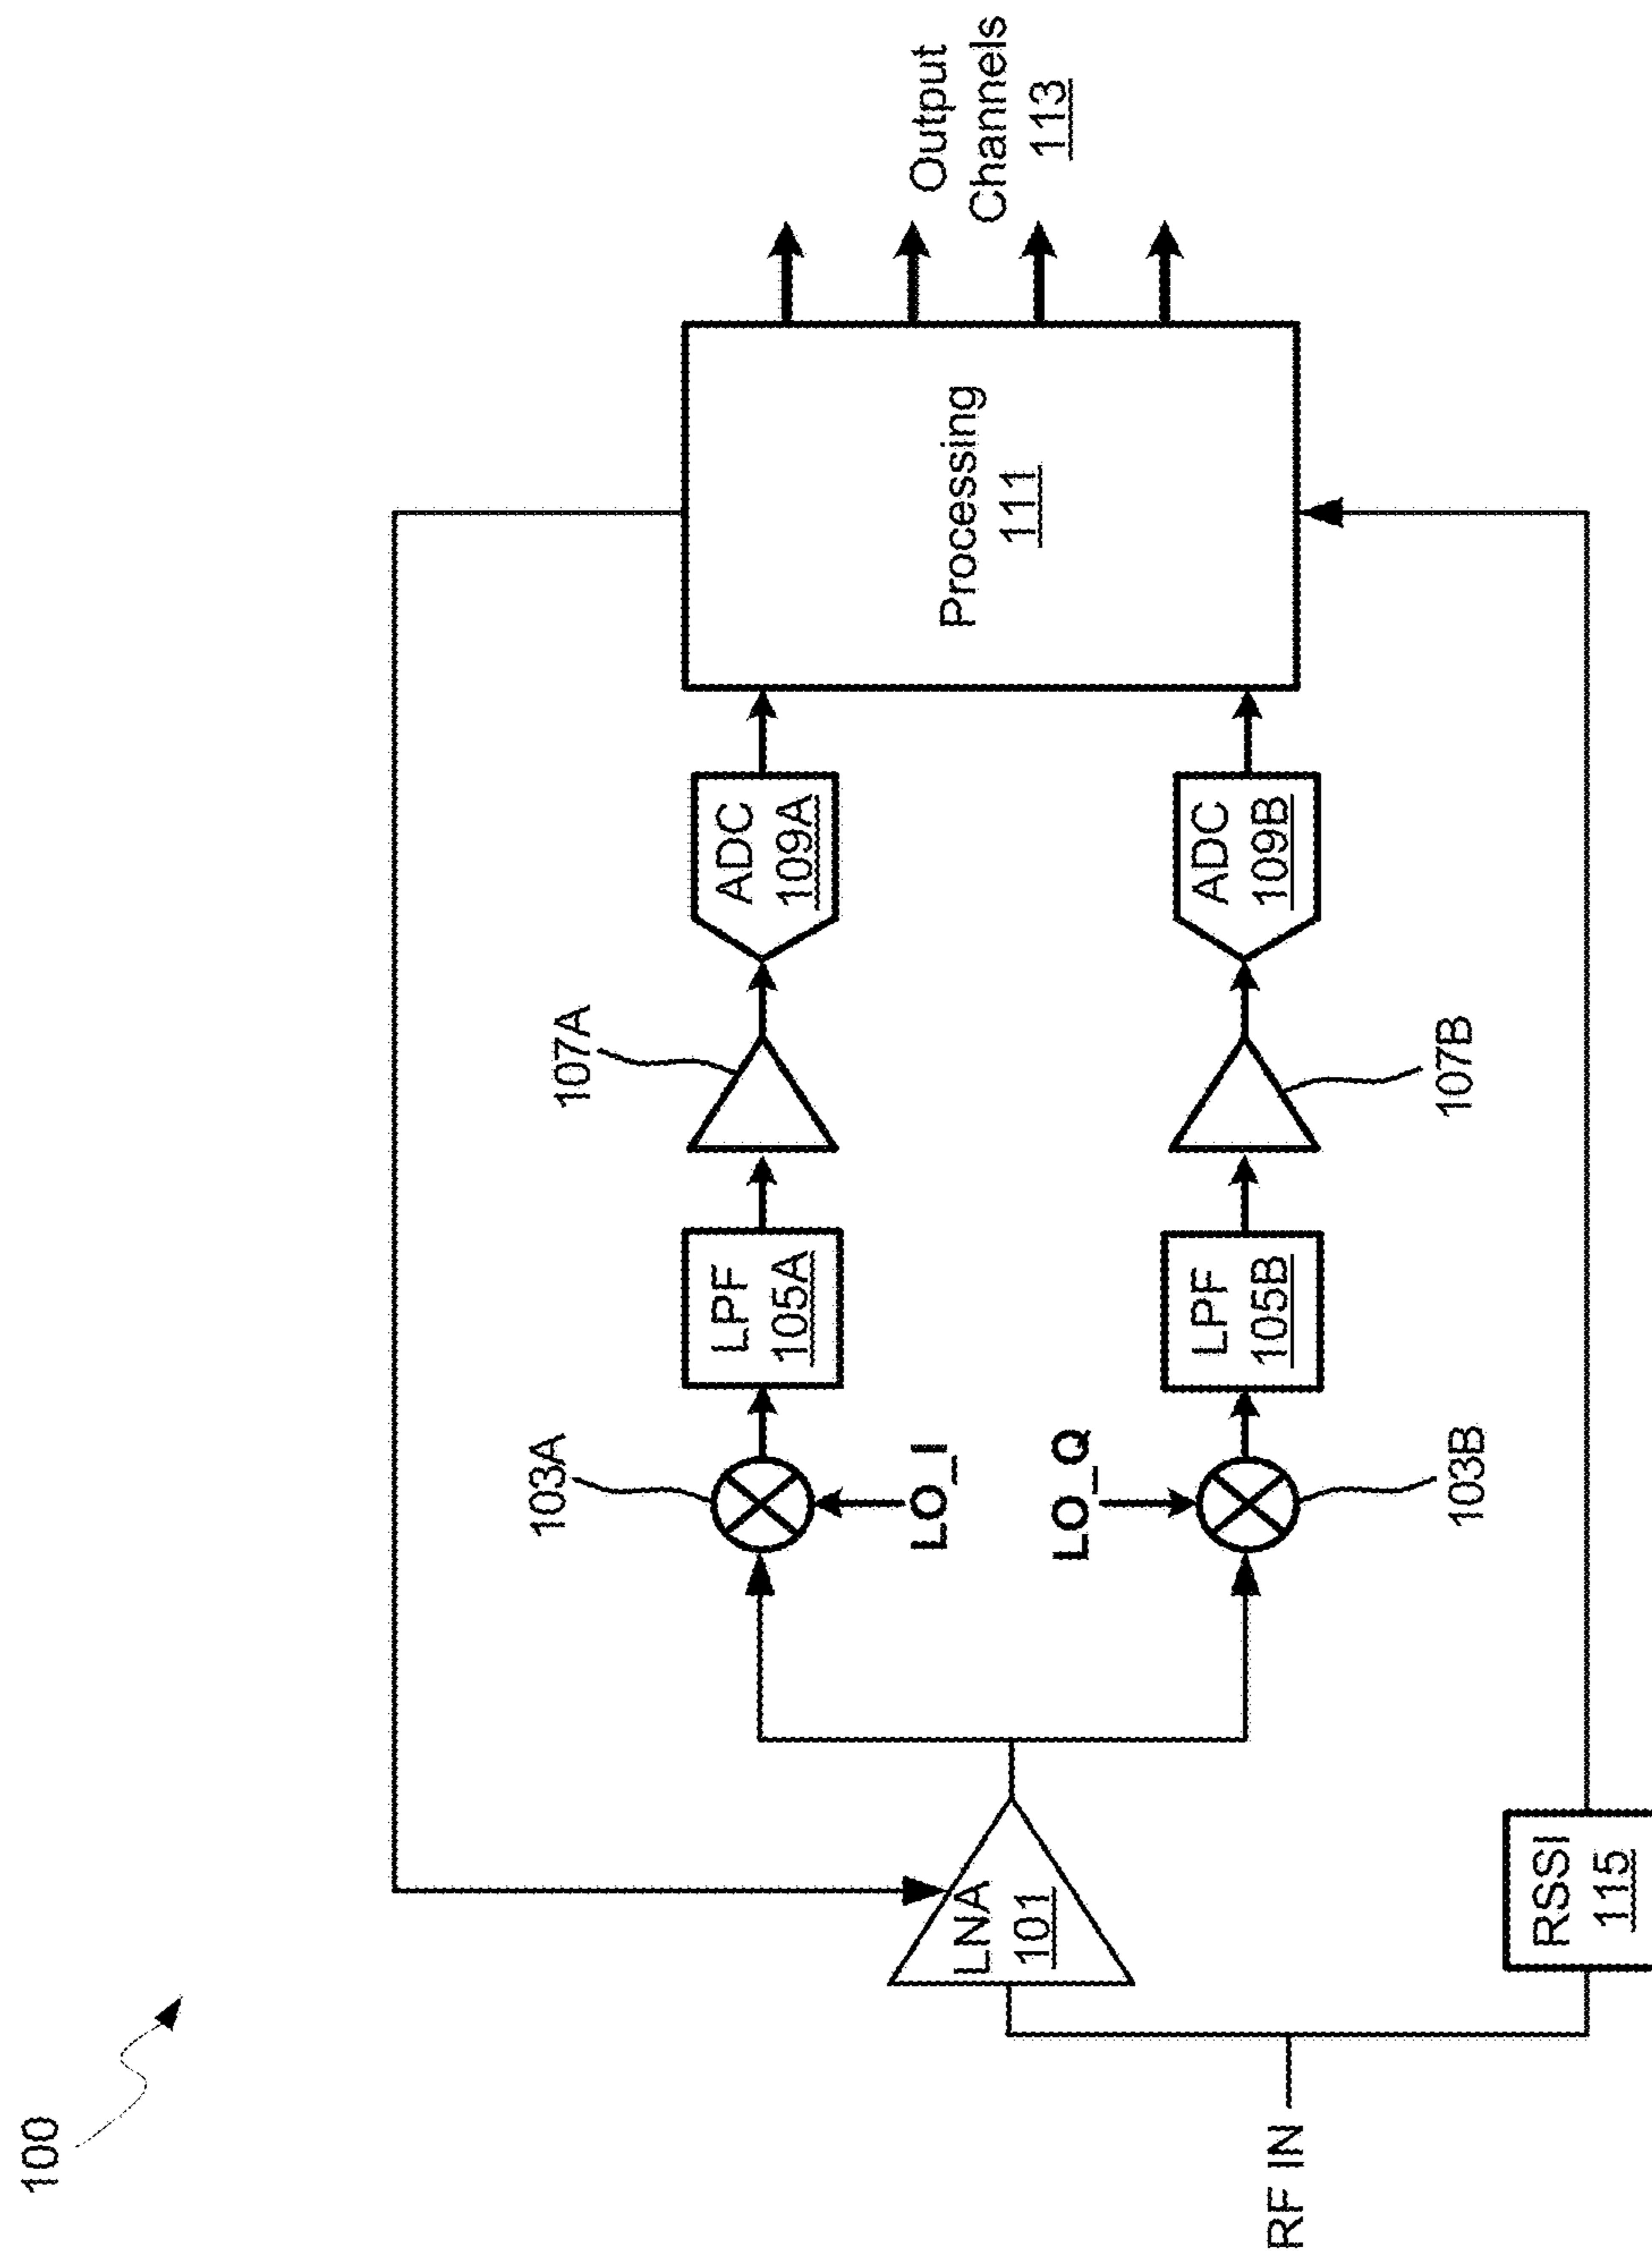 100
RF IN
LNA
101
RSSI
115
103A
LO_I
LO_Q
103B
LPF
105A
LPF
105B
107A
107B
ADC
109A
ADC
109B
Processing
111
Output
Channels
113